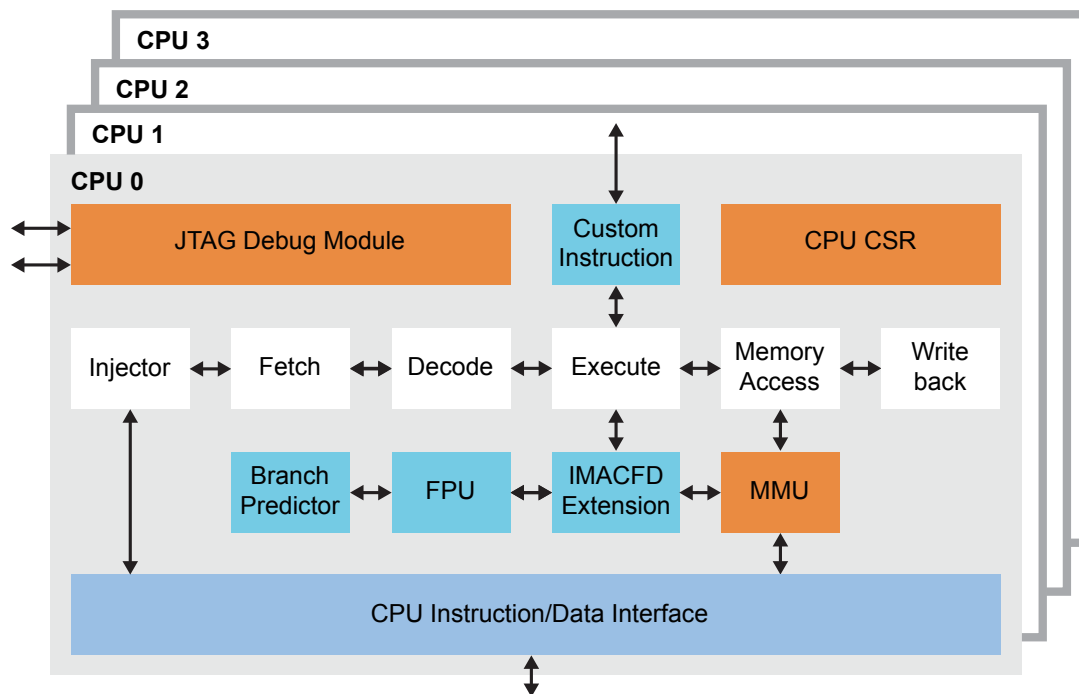 CPU 3
CPU 2
CPU 1
CPU 0
JTAG Debug Module
Custom
Instruction
CPU CSR
Injector
Fetch
Decode
Execute
Memory
Access
Write
back
Branch
Predictor
FPU
IMACFD
Extension
MMU
CPU Instruction/Data Interface